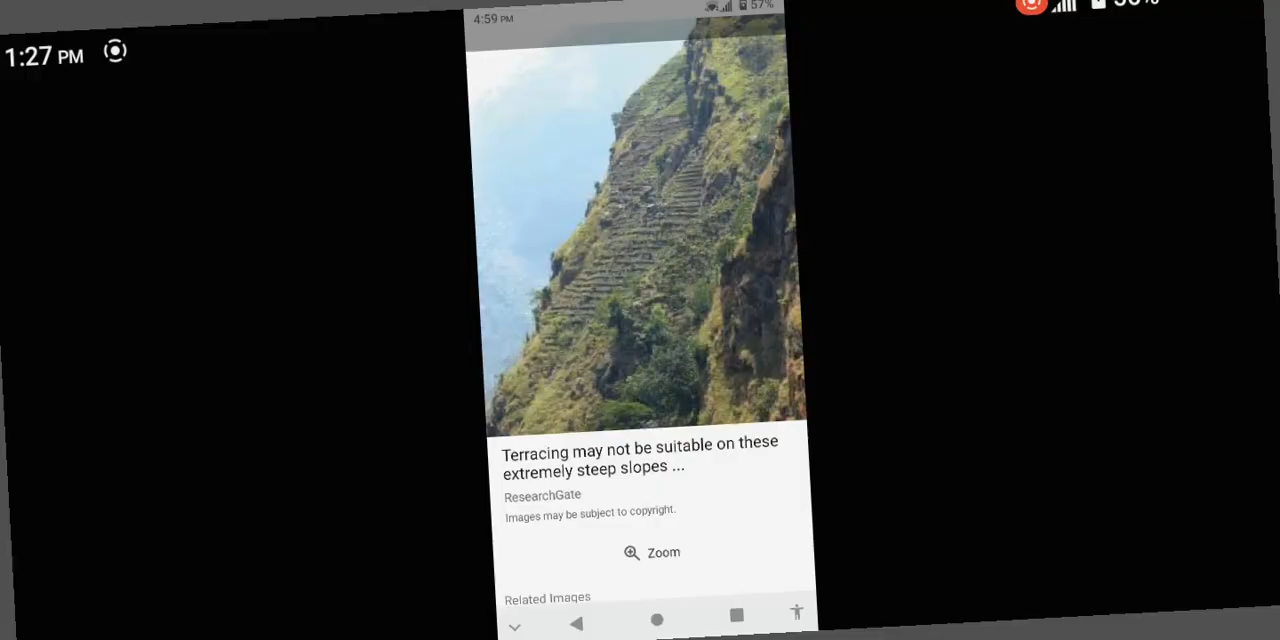 4:59 PM
57%
1:27 PM
Terracing may not be suitable on these
extremely steep slopes ...
ResearchGate
Images may be subject to copyright.
Zoom
Related Images